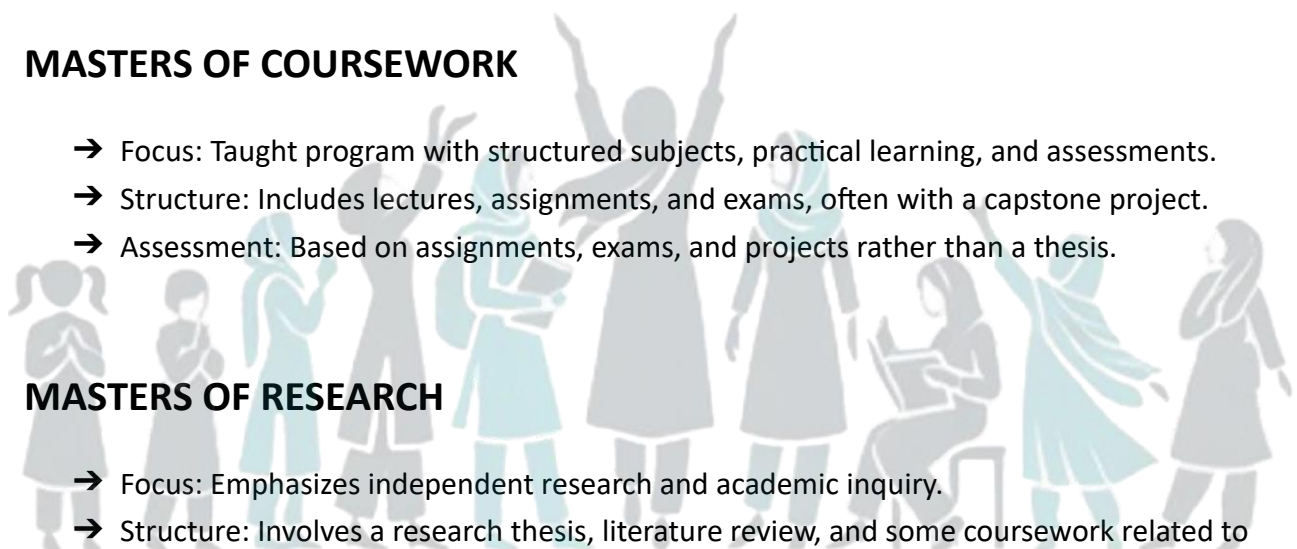 MASTERS OF COURSEWORK
➔ Focus: Taught program with structured subjects, practical learning, and assessments.
➔ Structure: Includes lectures, assignments, and exams, often with a capstone project.
➔ Assessment: Based on assignments, exams, and projects rather than a thesis.
MASTERS OF RESEARCH
➔ Focus: Emphasizes independent research and academic inquiry.
➔ Structure: Involves a research thesis, literature review, and some coursework related to